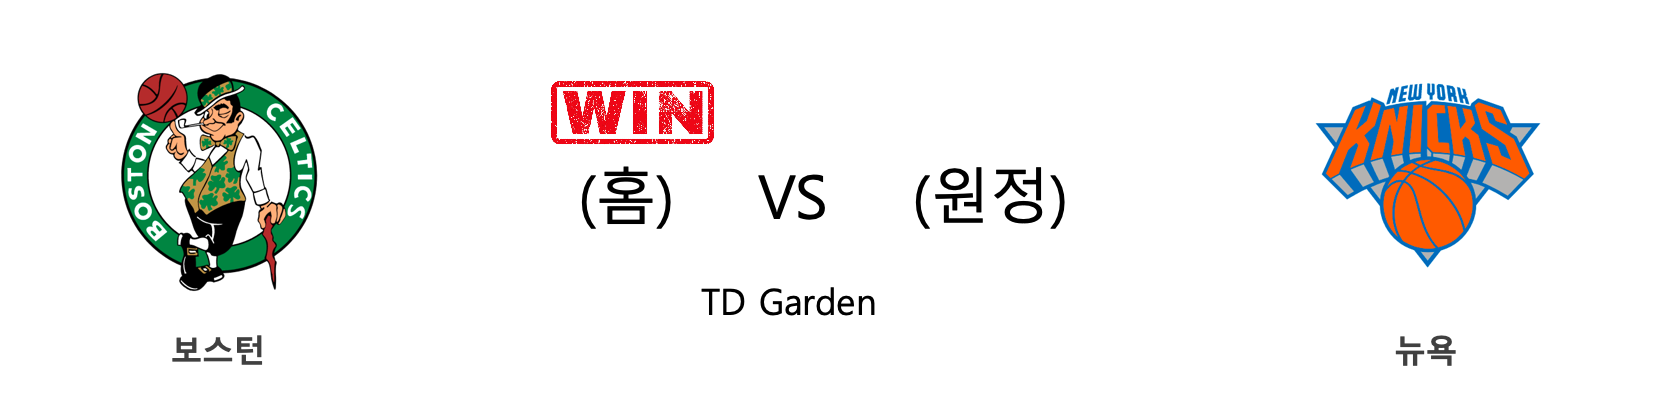 BOSTON CELTICS
WIN
NEW YORK
KNICKS
(홈) VS (원정)
TD Garden
보스턴
뉴욕